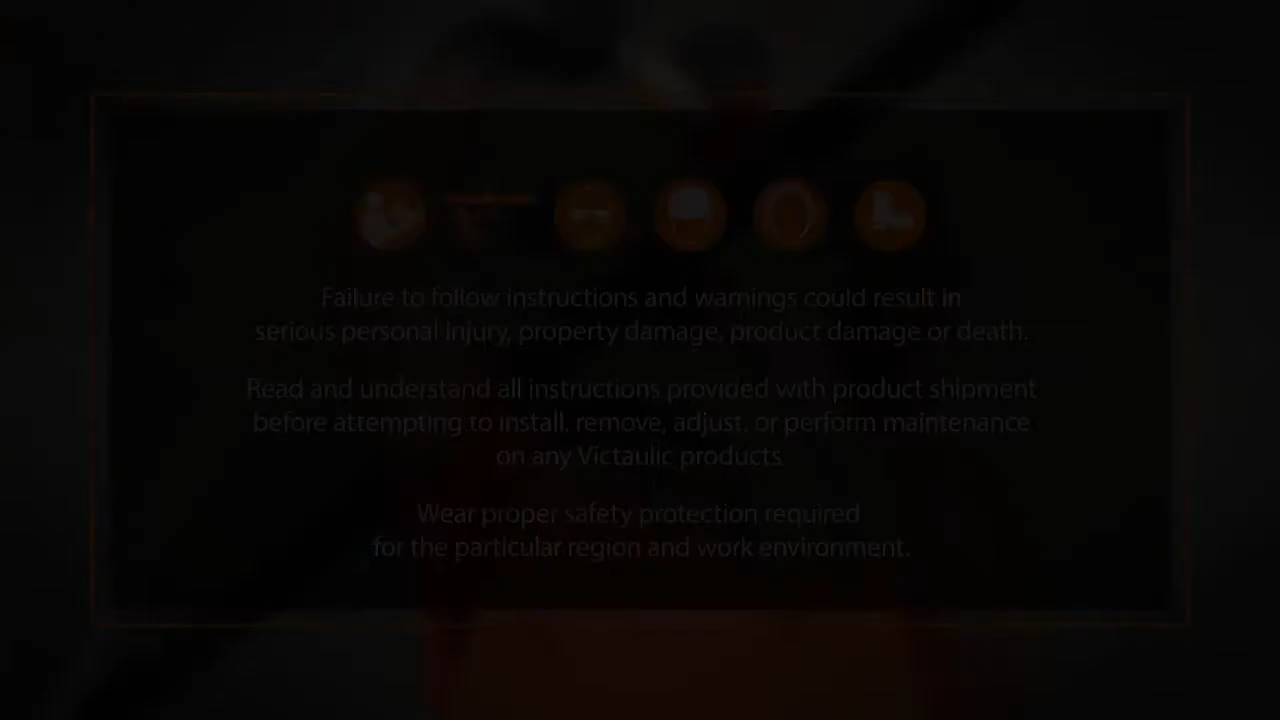 Failure to follow instructions and warnings could result in
serious personal injury, property damage, product damage or death.
Read and understand all instructions provided with product shipment
before attempting to install, remove, adjust, or perform maintenance
on any Victaulic products.
Wear proper safety protection required
for the particular region and work environment.